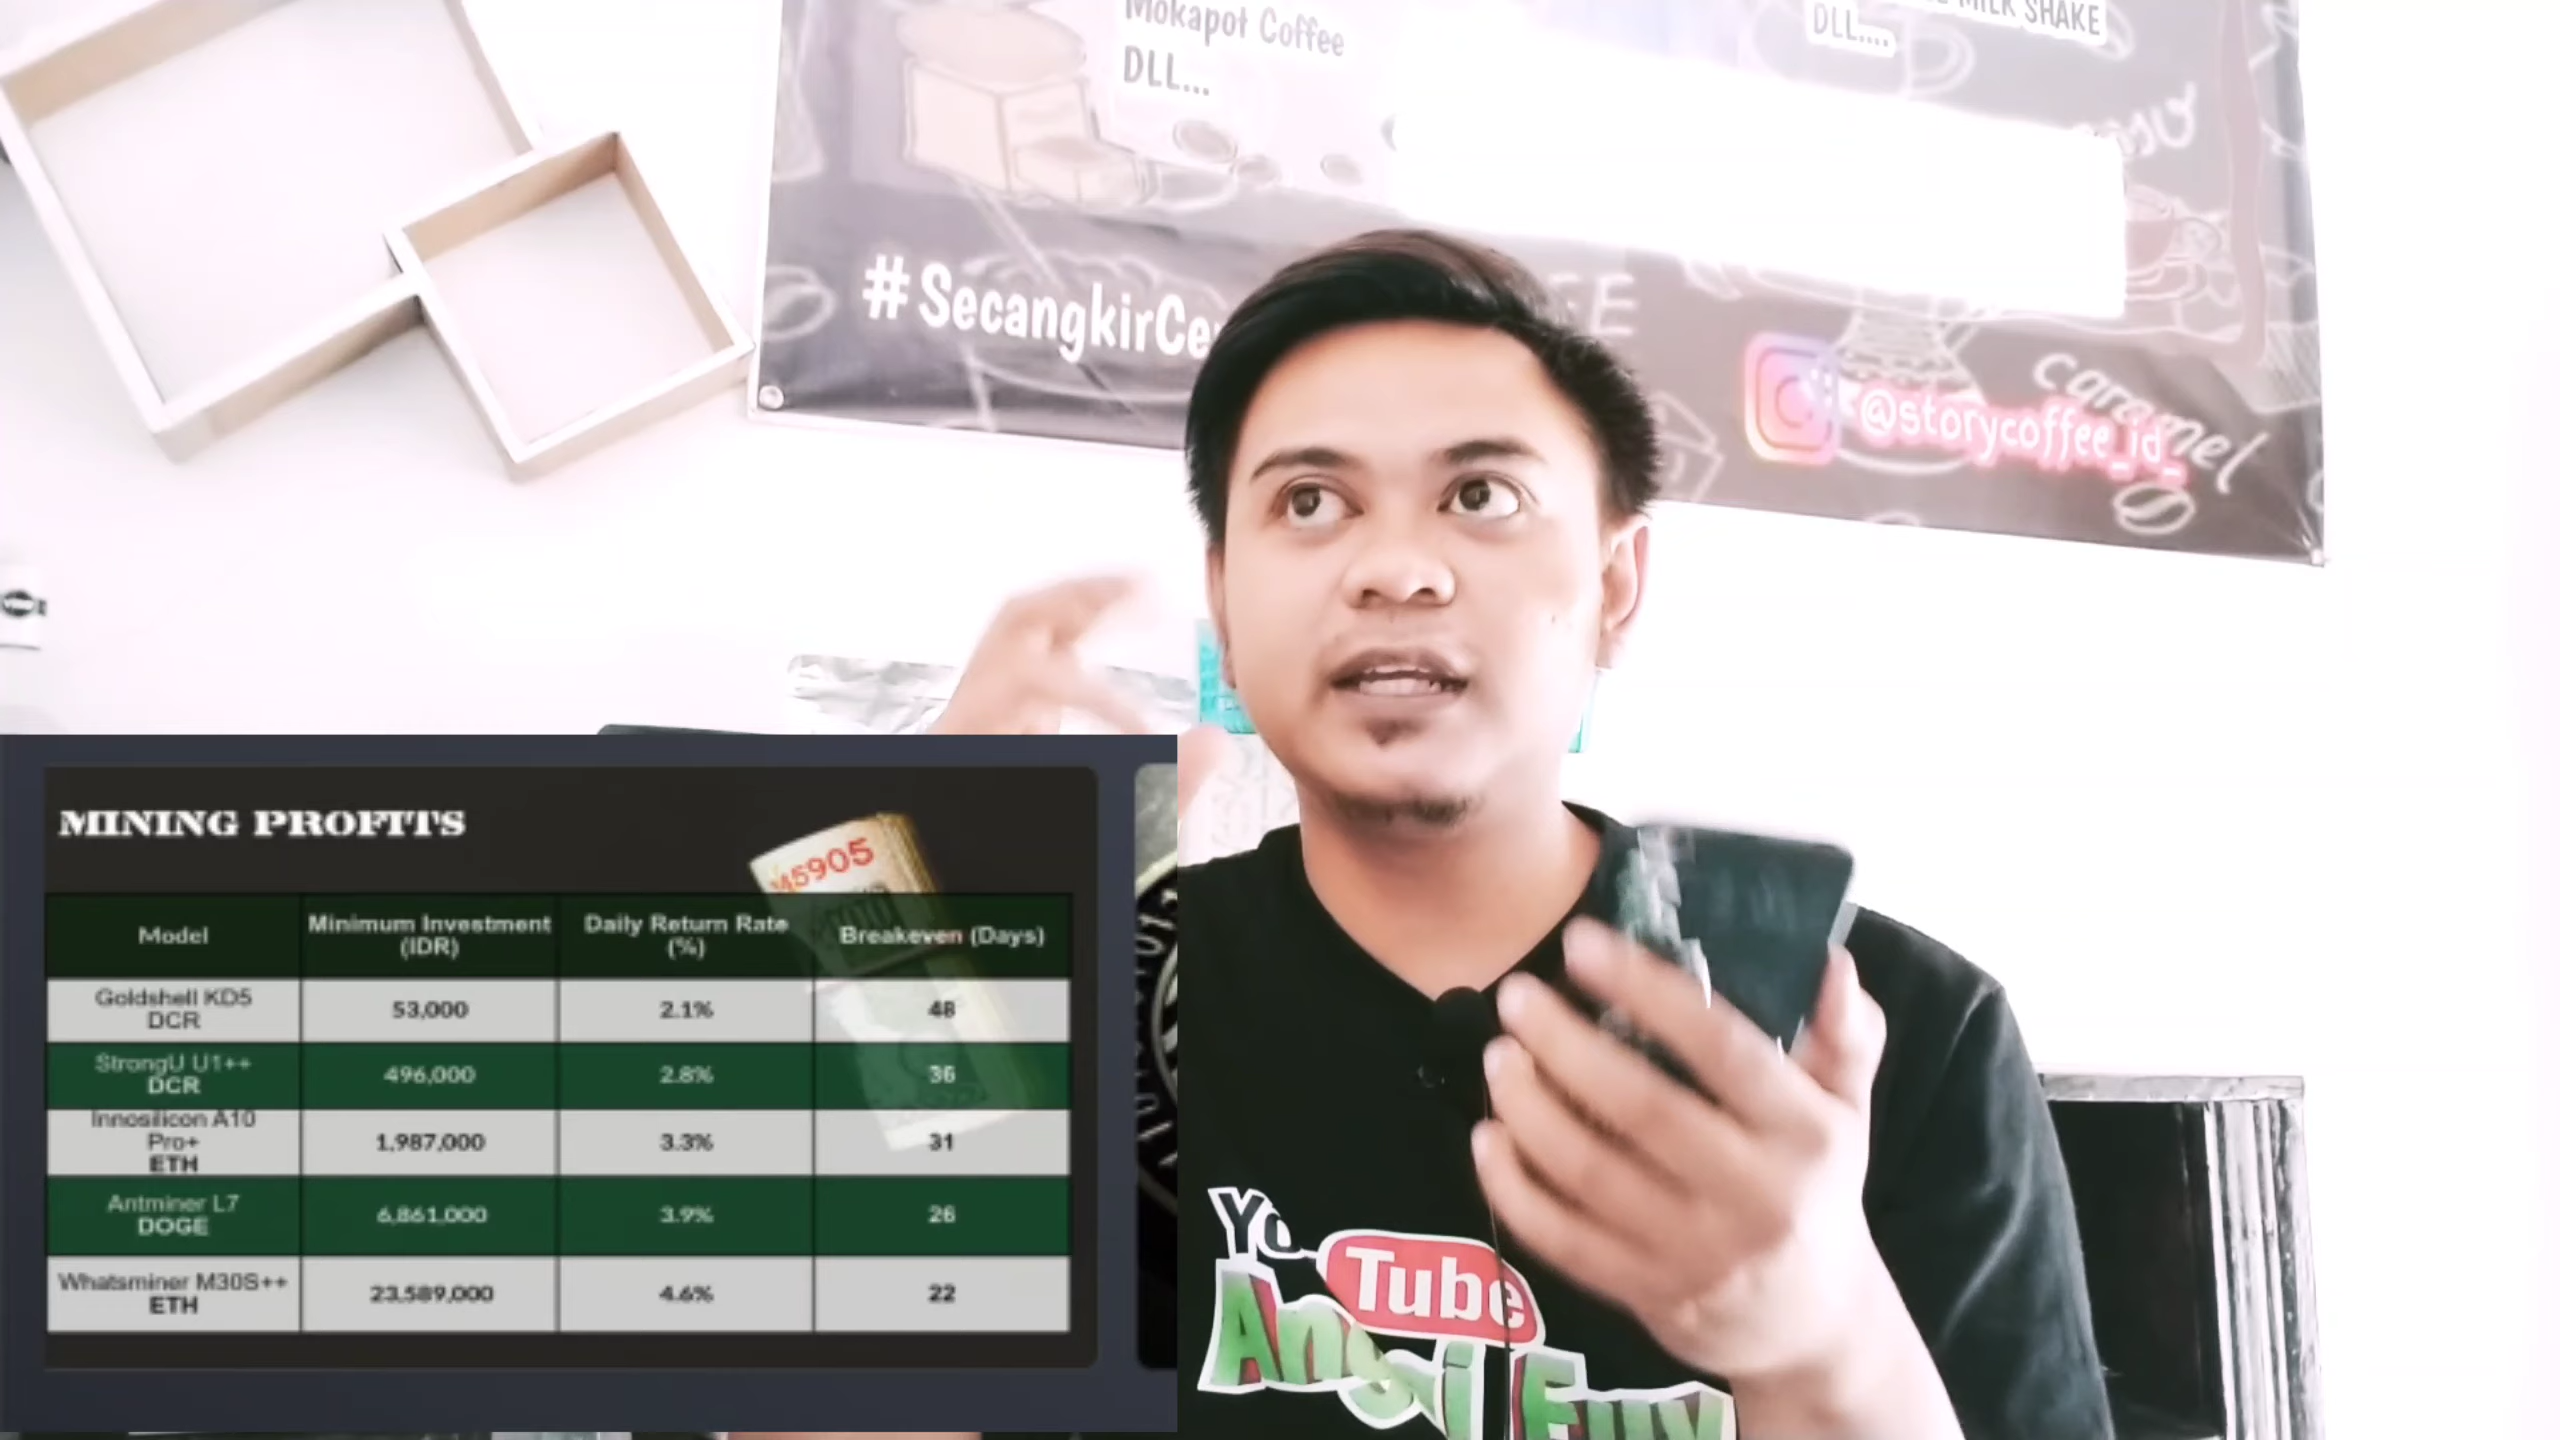 Mokapot Coffee
DLL...
MILK SHAKE
DLL....
#SecangkirCe
@storycoffee_id_
caramel
MINING PROFITS
45905
Model
Minimum Investment
(IDR)
Daily Return Rate
(%)
Breakeven (Days)
Goldshell KD5
DCR
53,000
2.1%
48
StrongU U1++
DCR
496,000
2.8%
36
Innosilicon A10
Pro+
ETH
1,987,000
3.3%
31
Antminer L7
DOGE
6,861,000
3.9%
26
Whatsminer M30S++
ETH
23,589,000
4.6%
22
YouTube